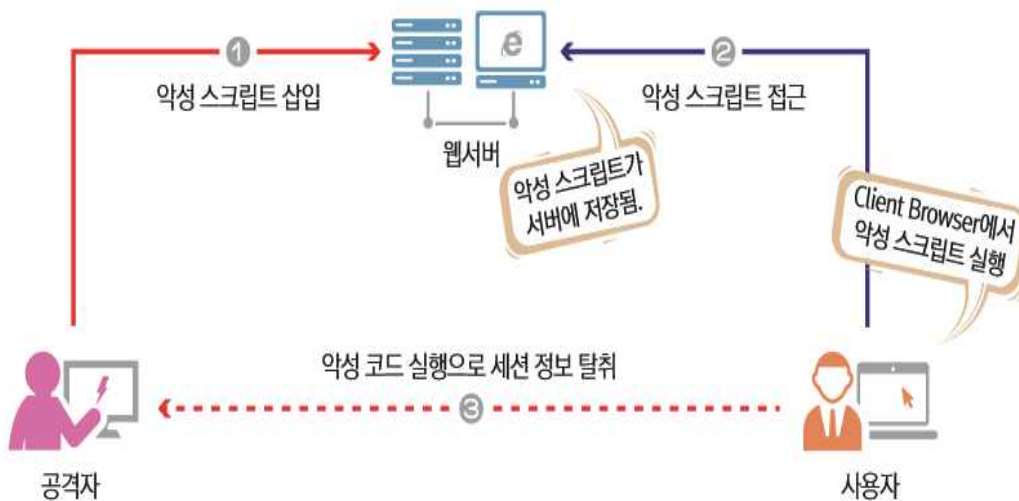 ①
악성 스크립트 삽입
②
악성 스크립트 접근
웹서버
악성 스크립트가
서버에 저장됨.
Client Browser에서
악성 스크립트 실행
악성 코드 실행으로 세션 정보 탈취
③
공격자
사용자